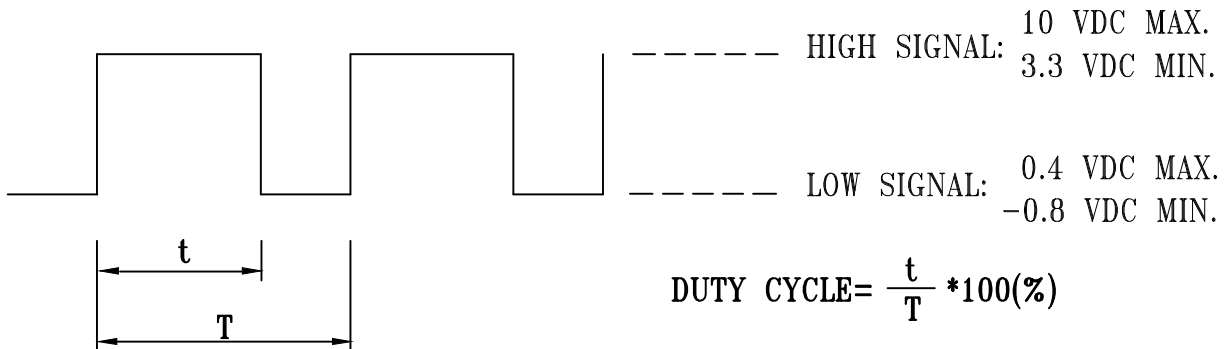 HIGH SIGNAL: 10 VDC MAX.
3.3 VDC MIN.
LOW SIGNAL: 0.4 VDC MAX.
-0.8 VDC MIN.
t
T
DUTY CYCLE= t/T *100(%)